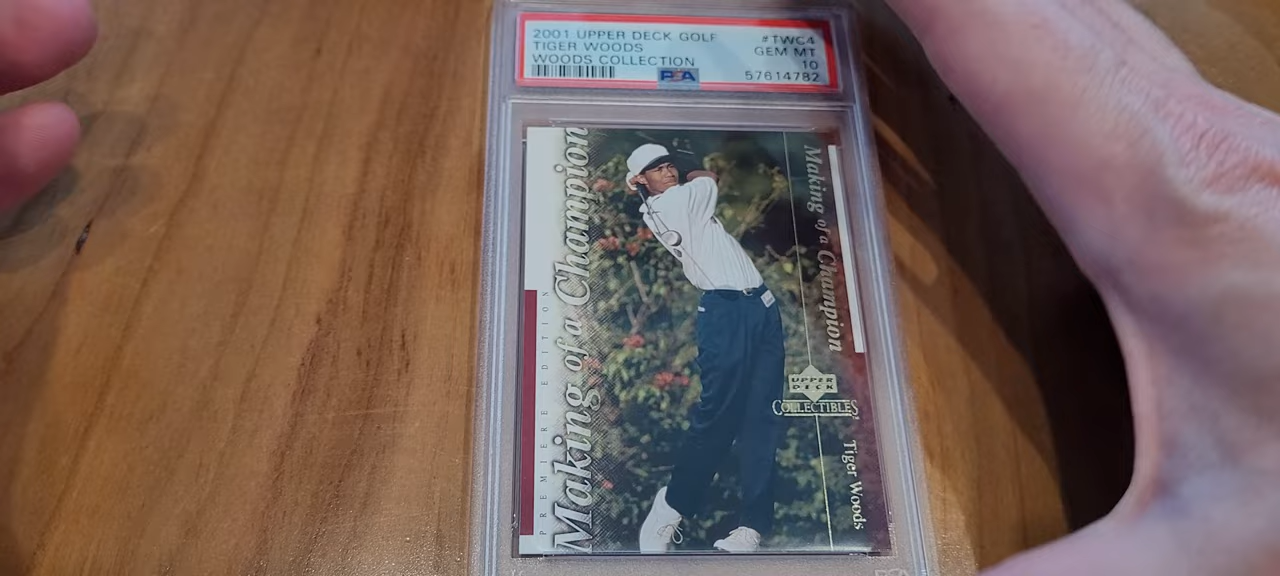 2001 UPPER DECK GOLF #TWC4
TIGER WOODS GEM MT
WOODS COLLECTION 10
PSA 57614782
PREMIERE EDITION
Making of a Champion
Making of a Champion
UPPER
DECK
COLLECTIBLES
Tiger Woods